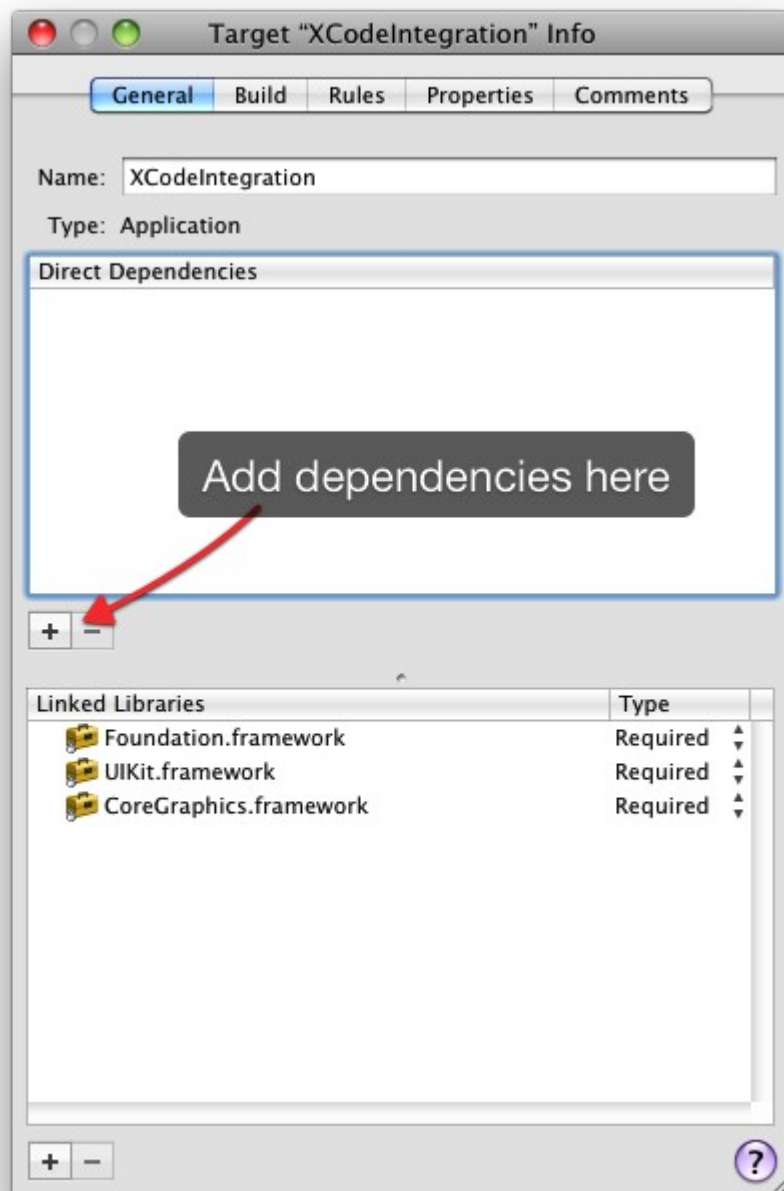 Target “XCodeIntegration” Info
General Build Rules Properties Comments
Name: XCodeIntegration
Type: Application
Direct Dependencies
Add dependencies here
+ −
Linked Libraries Type
Foundation.framework Required
UIKit.framework Required
CoreGraphics.framework Required
+ −
?